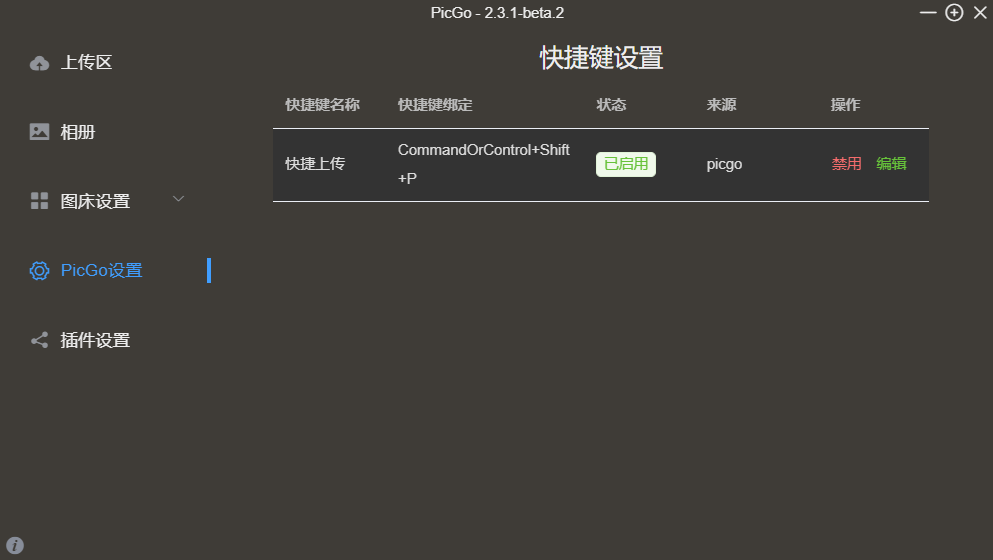 PicGo - 2.3.1-beta.2
上传区
相册
图床设置
PicGo设置
插件设置
快捷键设置
快捷键名称 快捷键绑定 状态 来源 操作
快捷上传 CommandOrControl+Shift
+P 已启用 picgo 禁用 编辑